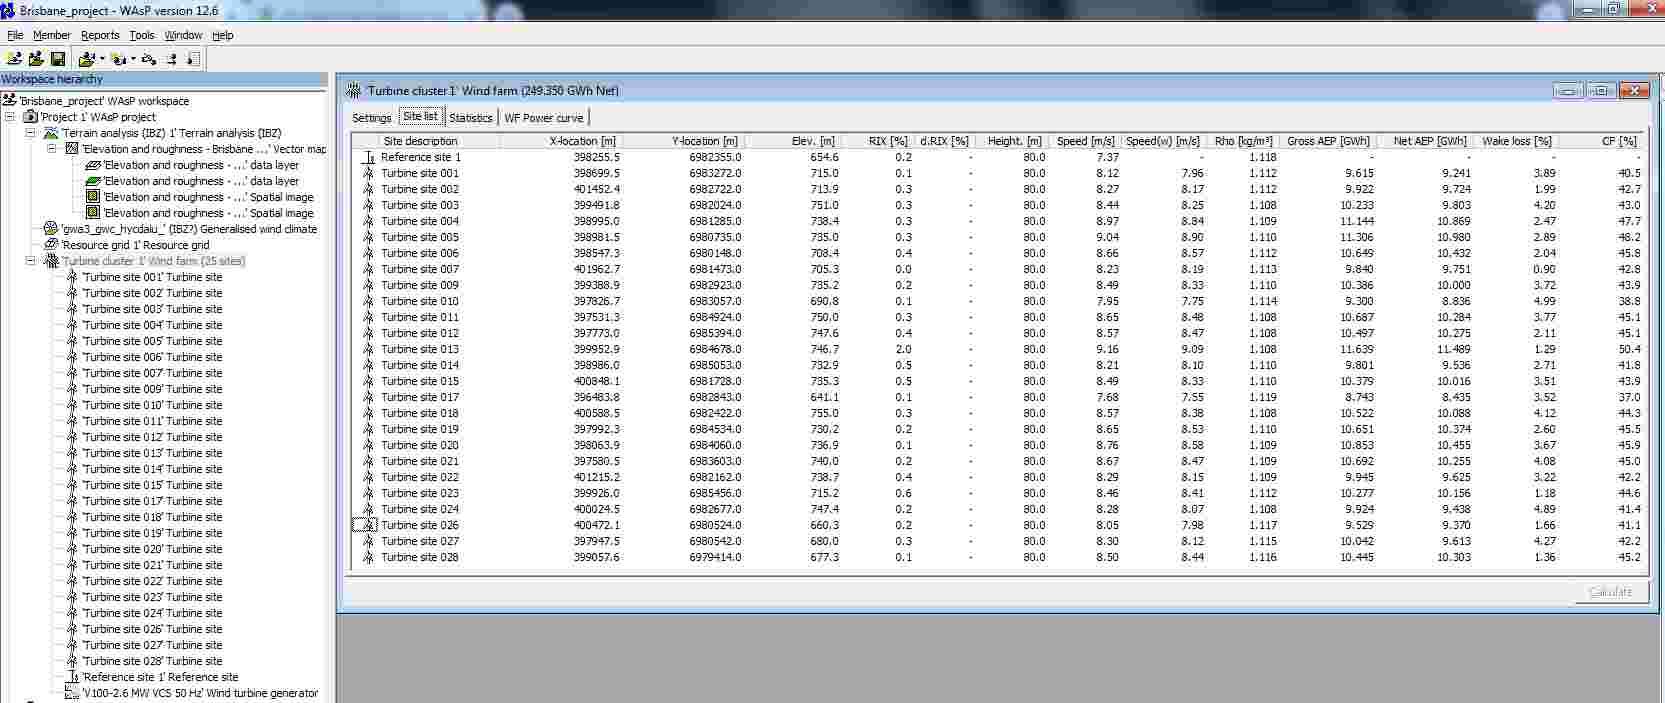 Brisbane_project - WAsP version 12.6
File Member Reports Tools Window Help
Workspace hierarchy
'Brisbane_project' WAsP workspace
'Project 1' WAsP project
'Terrain analysis (IBZ) 1' Terrain analysis (IBZ)
'Elevation and roughness - Brisbane ...' Vector map
'Elevation and roughness - ...' data layer
'Elevation and roughness - ...' data layer
'Elevation and roughness - ...' Spatial image
'Elevation and roughness - ...' Spatial image
'gwa3_gwc_hycdaiu_' (IBZ?) Generalised wind climate
'Resource grid 1' Resource grid
'Turbine cluster 1' Wind farm (25 sites)
'Turbine site 001' Turbine site
'Turbine site 002' Turbine site
'Turbine site 003' Turbine site
'Turbine site 004' Turbine site
'Turbine site 005' Turbine site
'Turbine site 006' Turbine site
'Turbine site 007' Turbine site
'Turbine site 009' Turbine site
'Turbine site 010' Turbine site
'Turbine site 011' Turbine site
'Turbine site 012' Turbine site
'Turbine site 013' Turbine site
'Turbine site 014' Turbine site
'Turbine site 015' Turbine site
'Turbine site 017' Turbine site
'Turbine site 018' Turbine site
'Turbine site 019' Turbine site
'Turbine site 020' Turbine site
'Turbine site 021' Turbine site
'Turbine site 022' Turbine site
'Turbine site 023' Turbine site
'Turbine site 024' Turbine site
'Turbine site 026' Turbine site
'Turbine site 027' Turbine site
'Turbine site 028' Turbine site
'Reference site 1' Reference site
'V100-2.6 MW VCS 50 Hz' Wind turbine generator
'Turbine cluster 1' Wind farm (249.350 GWh Net)
Settings Site list Statistics WF Power curve
Site description X-location [m] Y-location [m] Elev. [m] RIX [%] d.RIX [%] Height. [m] Speed [m/s] Speed(w) [m/s] Rho [kg/m³] Gross AEP [GWh] Net AEP [GWh] Wake loss [%] CF [%]
Reference site 1 398255.5 6982355.0 654.6 0.2 - 80.0 7.37 - 1.118 - - - -
Turbine site 001 398699.5 6983272.0 715.0 0.1 - 80.0 8.12 7.96 1.112 9.615 9.241 3.89 40.5
Turbine site 002 401452.4 6982722.0 713.9 0.3 - 80.0 8.27 8.17 1.112 9.922 9.724 1.99 42.7
Turbine site 003 399491.8 6982024.0 751.0 0.3 - 80.0 8.44 8.25 1.108 10.233 9.803 4.20 43.0
Turbine site 004 398995.0 6981285.0 738.4 0.3 - 80.0 8.97 8.84 1.109 11.144 10.869 2.47 47.7
Turbine site 005 398981.5 6980735.0 735.0 0.3 - 80.0 9.04 8.90 1.110 11.306 10.980 2.89 48.2
Turbine site 006 398547.3 6980148.0 708.4 0.4 - 80.0 8.66 8.57 1.112 10.649 10.432 2.04 45.8
Turbine site 007 401962.7 6981473.0 705.3 0.0 - 80.0 8.23 8.19 1.113 9.840 9.751 0.90 42.8
Turbine site 009 399388.9 6982923.0 735.2 0.2 - 80.0 8.49 8.33 1.110 10.386 10.000 3.72 43.9
Turbine site 010 397826.7 6983057.0 690.8 0.1 - 80.0 7.95 7.75 1.114 9.300 8.836 4.99 38.8
Turbine site 011 397531.3 6984924.0 750.0 0.3 - 80.0 8.65 8.48 1.108 10.687 10.284 3.77 45.1
Turbine site 012 397773.0 6985394.0 747.6 0.4 - 80.0 8.57 8.47 1.108 10.497 10.275 2.11 45.1
Turbine site 013 399952.9 6984678.0 746.7 2.0 - 80.0 9.16 9.09 1.108 11.639 11.489 1.29 50.4
Turbine site 014 398986.0 6985053.0 732.9 0.5 - 80.0 8.21 8.10 1.110 9.801 9.536 2.71 41.8
Turbine site 015 400848.1 6981728.0 735.3 0.5 - 80.0 8.49 8.33 1.110 10.379 10.016 3.51 43.9
Turbine site 017 396483.8 6982843.0 641.1 0.1 - 80.0 7.68 7.55 1.119 8.743 8.435 3.52 37.0
Turbine site 018 400588.5 6982422.0 755.0 0.3 - 80.0 8.57 8.38 1.108 10.522 10.088 4.12 44.3
Turbine site 019 397992.3 6984534.0 730.2 0.2 - 80.0 8.65 8.53 1.110 10.651 10.374 2.60 45.5
Turbine site 020 398063.9 6984060.0 736.9 0.1 - 80.0 8.76 8.58 1.109 10.853 10.455 3.67 45.9
Turbine site 021 397580.5 6983603.0 740.0 0.2 - 80.0 8.67 8.47 1.109 10.692 10.255 4.08 45.0
Turbine site 022 401215.2 6982162.0 738.7 0.4 - 80.0 8.29 8.15 1.109 9.945 9.625 3.22 42.2
Turbine site 023 399926.0 6985456.0 715.2 0.6 - 80.0 8.46 8.41 1.112 10.277 10.156 1.18 44.6
Turbine site 024 400024.5 6982677.0 747.4 0.2 - 80.0 8.28 8.07 1.108 9.924 9.438 4.89 41.4
Turbine site 026 400472.1 6980524.0 660.3 0.2 - 80.0 8.05 7.98 1.117 9.529 9.370 1.66 41.1
Turbine site 027 397947.5 6980542.0 680.0 0.3 - 80.0 8.30 8.12 1.115 10.042 9.613 4.27 42.2
Turbine site 028 399057.6 6979414.0 677.3 0.1 - 80.0 8.50 8.44 1.116 10.445 10.303 1.36 45.2
Calculate